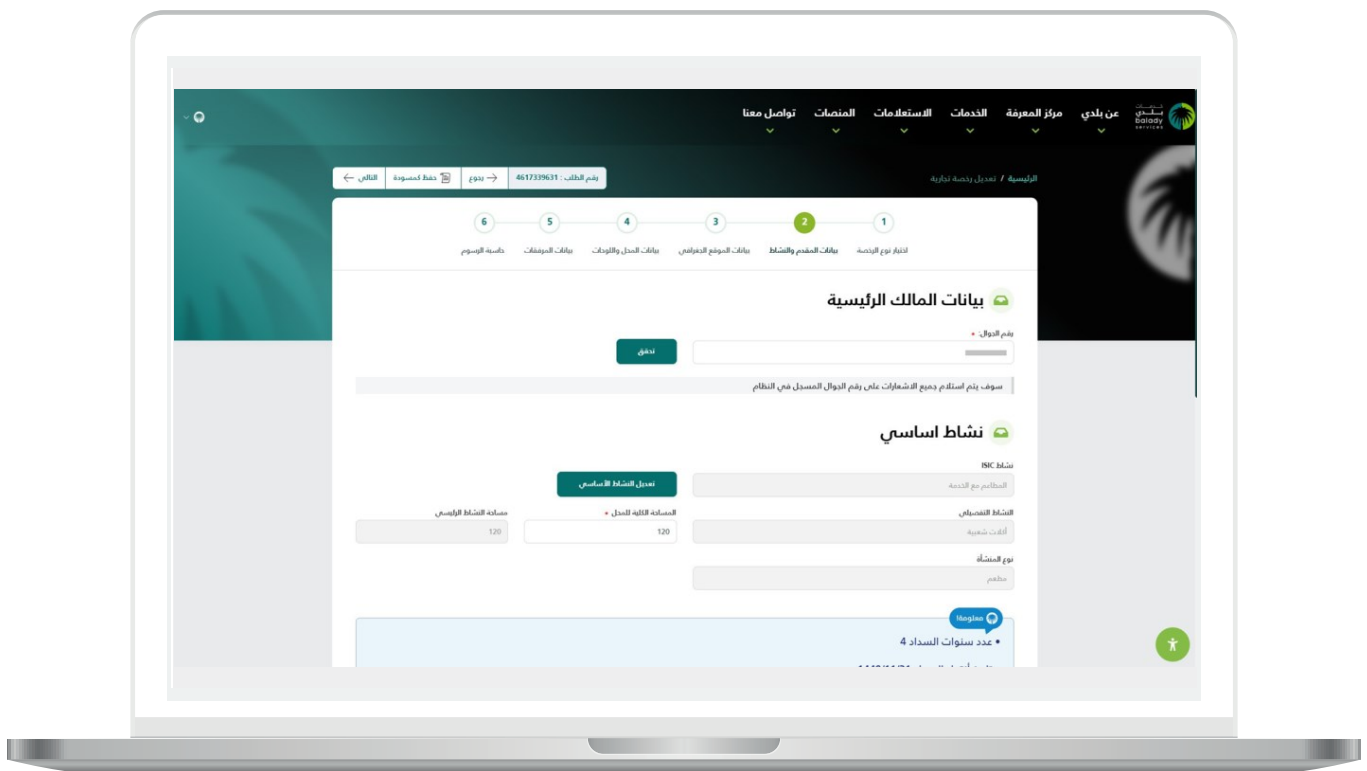 خدمات بلدي
balady services
عن بلدي مركز المعرفة الخدمات الاستعلامات المنصات تواصل معنا
الرئيسية / تعديل رخصة تجارية
رقم الطلب : 4617339631 رجوع حفظ كمسودة التالي
1 2 3 4 5 6
اختيار نوع الرخصة بيانات المقدم والنشاط بيانات الموقع الجغرافي بيانات المحل واللوحات بيانات المرفقات حاسبة الرسوم
بيانات المالك الرئيسية
رقم الجوال: *
تحقق
سوف يتم استلام جميع الاشعارات على رقم الجوال المسجل في النظام
نشاط اساسي
نشاط ISIC
المطاعم مع الخدمة تعديل النشاط الأساسي
النشاط التفصيلي المساحة الكلية للمحل * مساحة النشاط الرئيسي
أكلات شعبية 120 120
نوع المنشأة
مطعم
معلومة!
• عدد سنوات السداد 4